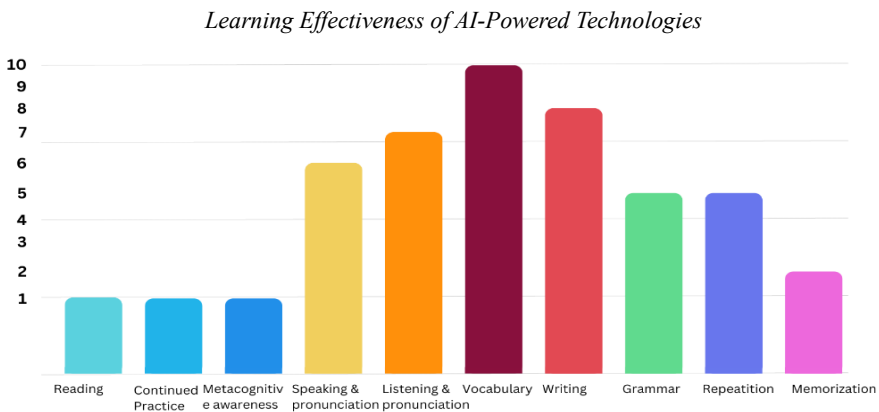 Learning Effectiveness of AI-Powered Technologies
10
9
8
7
6
5
4
3
2
1
Reading
Continued
Practice
Metacognitiv
e awareness
Speaking &
pronunciation
Listening &
pronunciation
Vocabulary
Writing
Grammar
Repeatition
Memorization